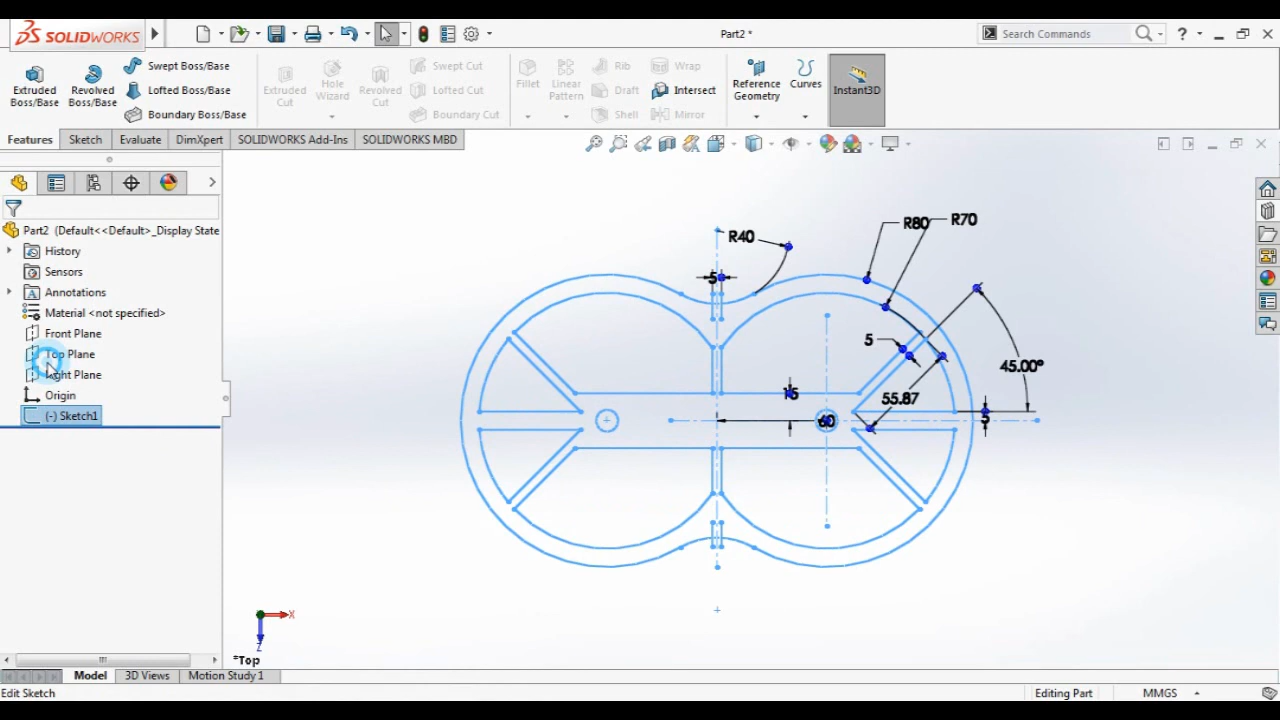 SOLIDWORKS
Part2 *
Search Commands
?
Extruded Boss/Base
Revolved Boss/Base
Swept Boss/Base
Lofted Boss/Base
Boundary Boss/Base
Extruded Cut
Hole Wizard
Revolved Cut
Swept Cut
Lofted Cut
Boundary Cut
Fillet
Linear Pattern
Rib
Draft
Shell
Wrap
Intersect
Mirror
Reference Geometry
Curves
Instant3D
Features
Sketch
Evaluate
DimXpert
SOLIDWORKS Add-Ins
SOLIDWORKS MBD
Part2 (Default<<Default>_Display State
History
Sensors
Annotations
Material <not specified>
Front Plane
Top Plane
Right Plane
Origin
(-) Sketch1
R40
R80
R70
5
5
45.00°
15
55.87
60
5
X
Z
*Top
Model
3D Views
Motion Study 1
Edit Sketch
Editing Part
MMGS